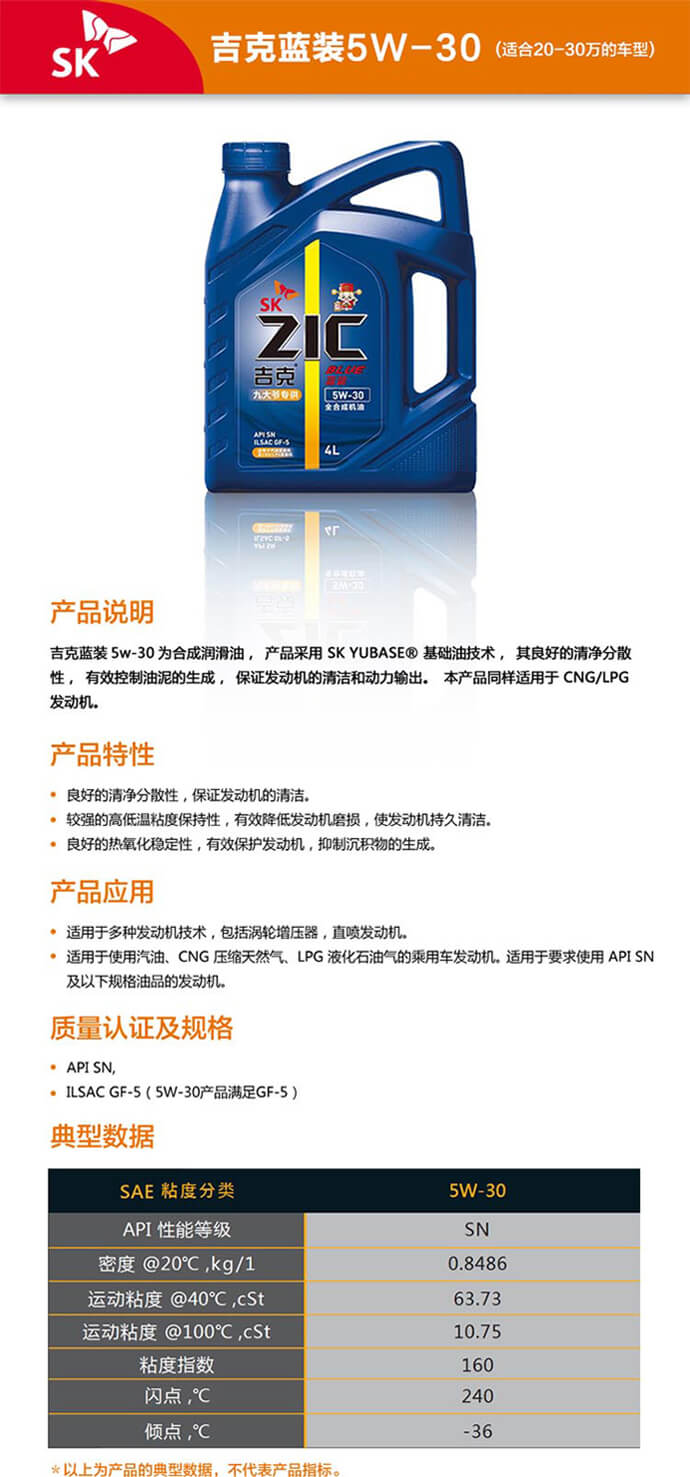 SK
吉克蓝装5W-30 (适合20-30万的车型)
SK
ZIC
吉克
BLUE
九大爷专供
5W-30
全合成机油
API SN
ILSAC GF-5
4L
产品说明
吉克蓝装 5w-30 为合成润滑油， 产品采用 SK YUBASE® 基础油技术， 其良好的清净分散
性， 有效控制油泥的生成， 保证发动机的清洁和动力输出。 本产品同样适用于 CNG/LPG
发动机。
产品特性
• 良好的清净分散性，保证发动机的清洁。
• 较强的高低温粘度保持性，有效降低发动机磨损，使发动机持久清洁。
• 良好的热氧化稳定性，有效保护发动机，抑制沉积物的生成。
产品应用
• 适用于多种发动机技术，包括涡轮增压器，直喷发动机。
• 适用于使用汽油、CNG 压缩天然气、LPG 液化石油气的乘用车发动机。适用于要求使用 API SN
及以下规格油品的发动机。
质量认证及规格
• API SN,
• ILSAC GF-5（5W-30产品满足GF-5）
典型数据
SAE 粘度分类 5W-30
API 性能等级 SN
密度 @20℃ ,kg/1 0.8486
运动粘度 @40℃ ,cSt 63.73
运动粘度 @100℃ ,cSt 10.75
粘度指数 160
闪点 ,℃ 240
倾点 ,℃ -36
*以上为产品的典型数据，不代表产品指标。